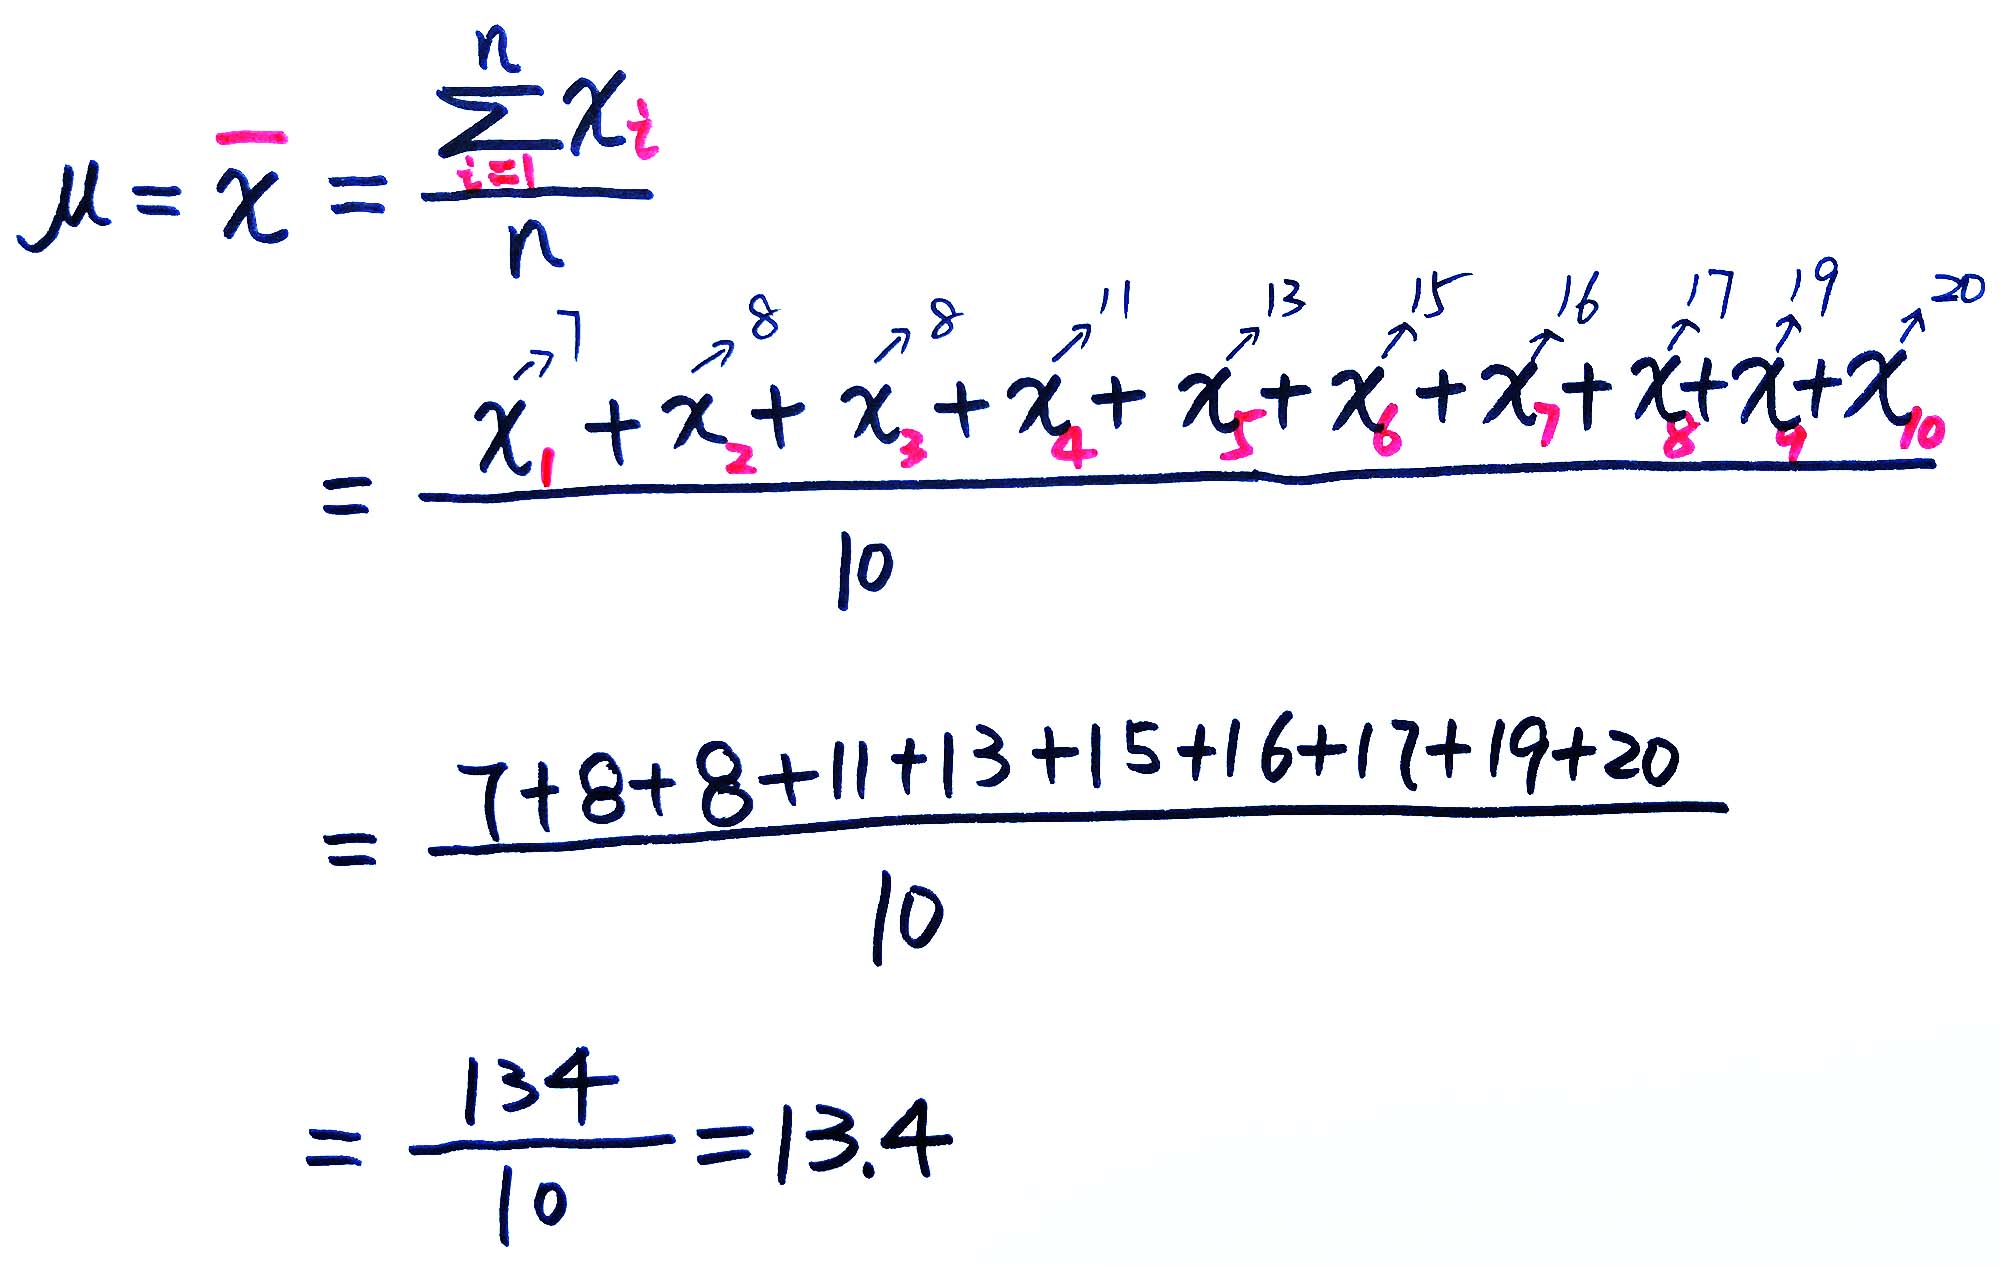 μ = x̄ = \frac{\sum_{i=1}^{n} x_i}{n}
7 8 8 11 13 15 16 17 19 20
= \frac{x_1 + x_2 + x_3 + x_4 + x_5 + x_6 + x_7 + x_8 + x_9 + x_{10}}{10}
= \frac{7+8+8+11+13+15+16+17+19+20}{10}
= \frac{134}{10} = 13.4